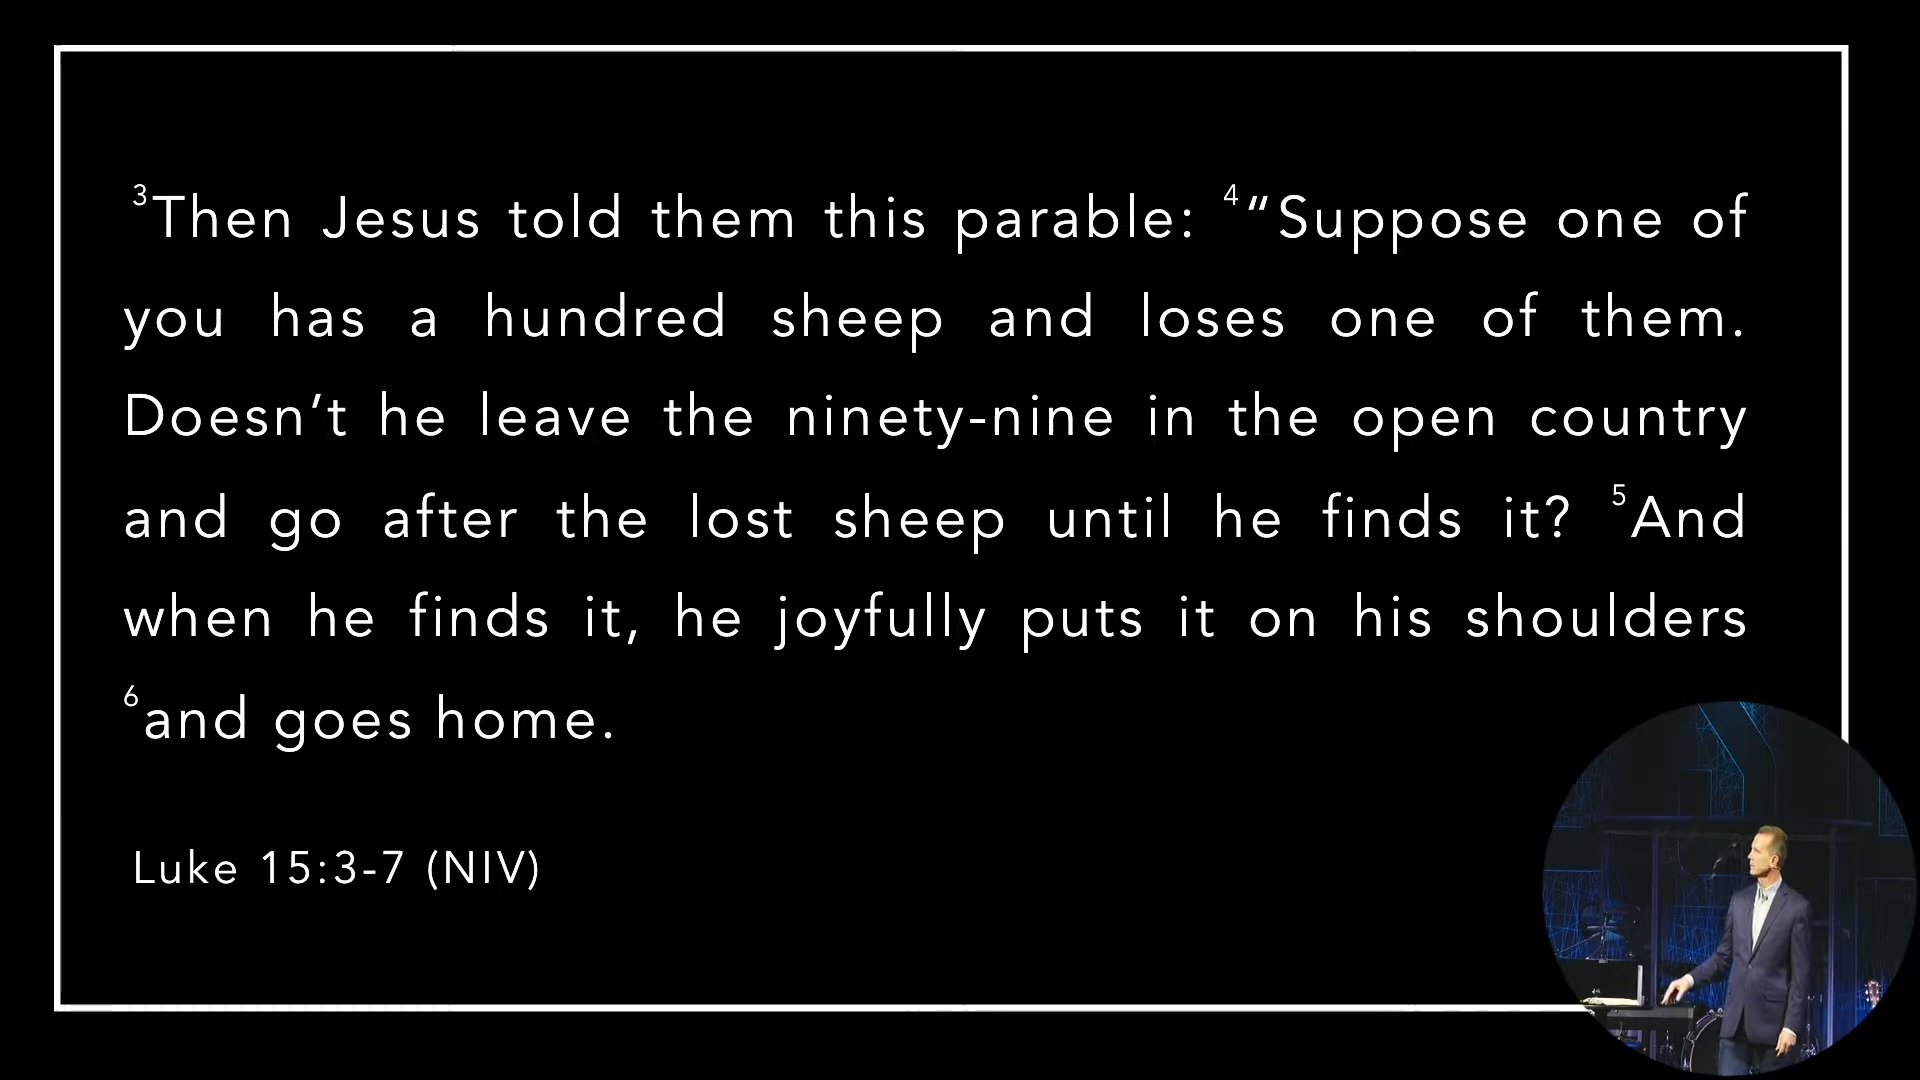 ³Then Jesus told them this parable: ⁴“Suppose one of
you has a hundred sheep and loses one of them.
Doesn’t he leave the ninety-nine in the open country
and go after the lost sheep until he finds it? ⁵And
when he finds it, he joyfully puts it on his shoulders
⁶and goes home.
Luke 15:3-7 (NIV)